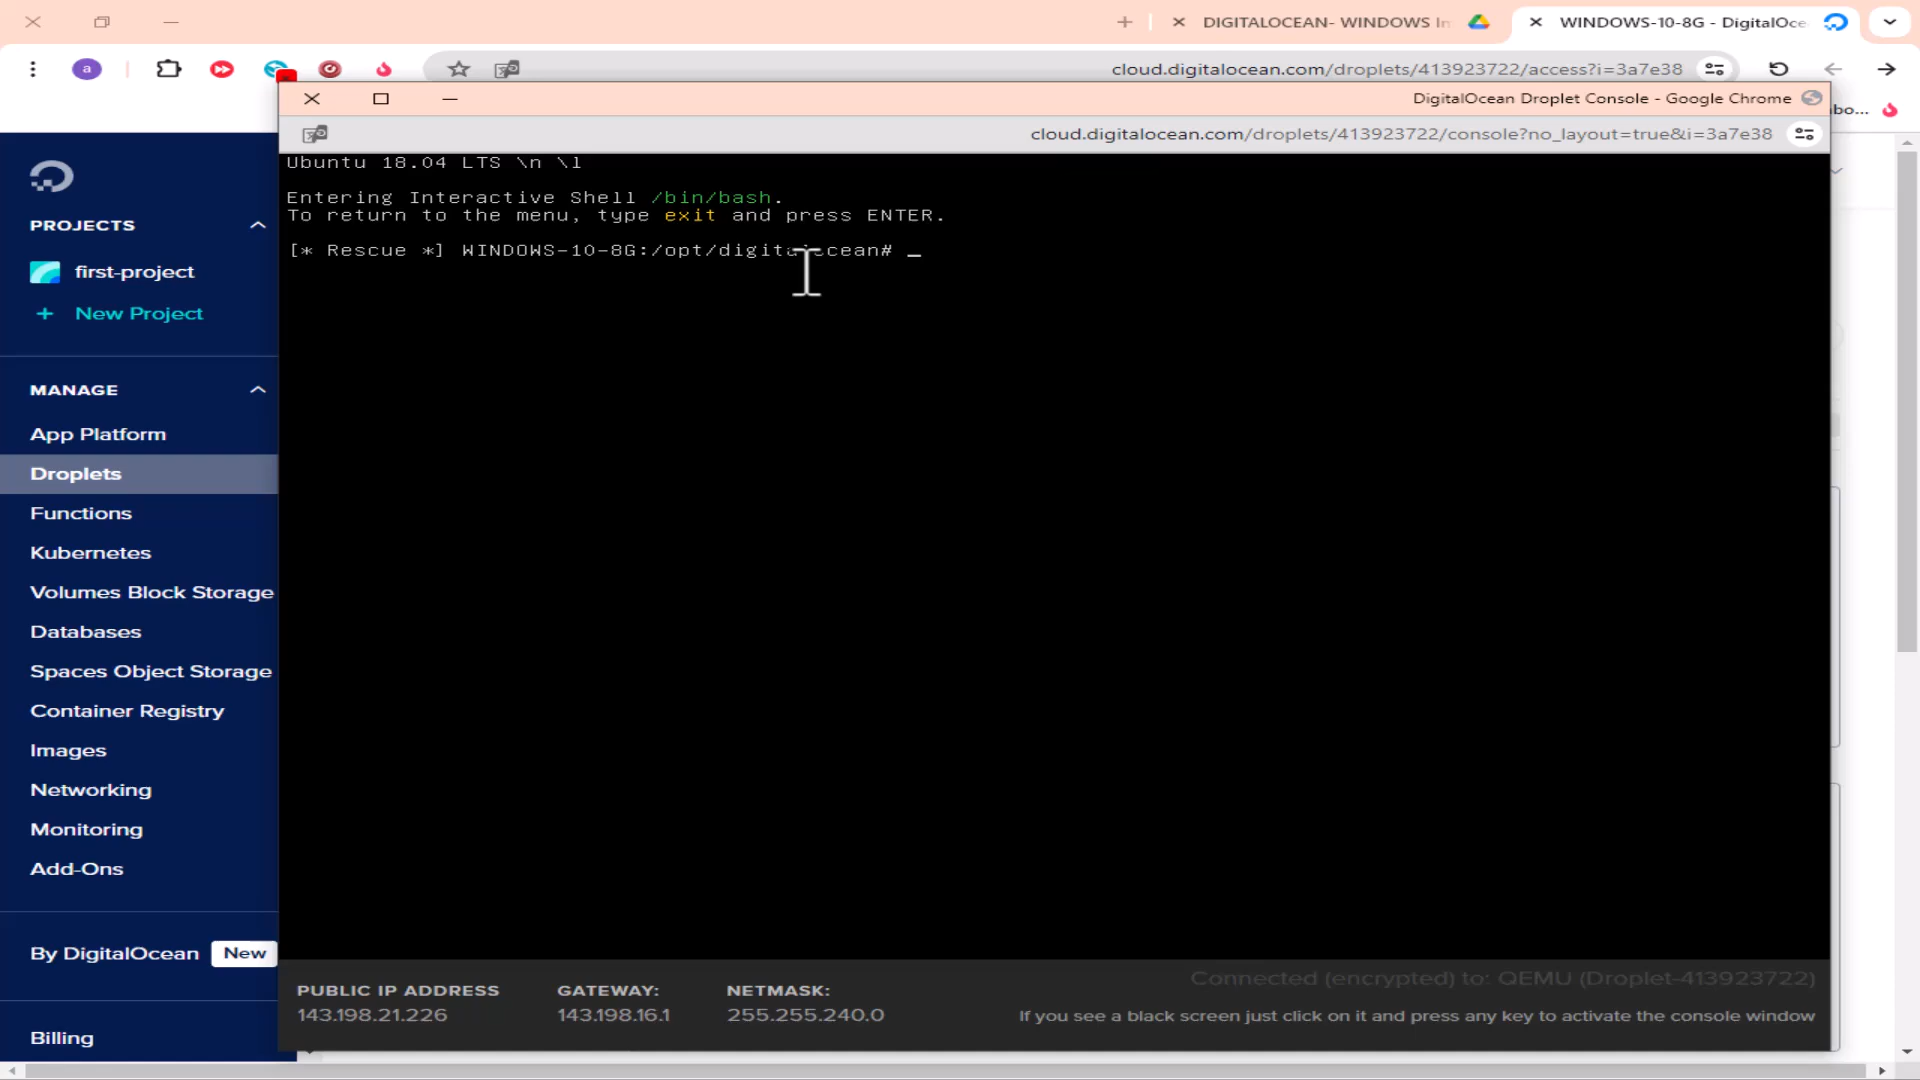 DIGITALOCEAN- WINDOWS In
WINDOWS-10-8G - DigitalOce
a
cloud.digitalocean.com/droplets/413923722/access?i=3a7e38
DigitalOcean Droplet Console - Google Chrome
bo...
cloud.digitalocean.com/droplets/413923722/console?no_layout=true&i=3a7e38
PROJECTS
first-project
+ New Project
MANAGE
App Platform
Droplets
Functions
Kubernetes
Volumes Block Storage
Databases
Spaces Object Storage
Container Registry
Images
Networking
Monitoring
Add-Ons
By DigitalOcean New
Billing
Ubuntu 18.04 LTS \n \l
Entering Interactive Shell /bin/bash.
To return to the menu, type exit and press ENTER.
[* Rescue *] WINDOWS-10-8G:/opt/digitalocean# _
PUBLIC IP ADDRESS
143.198.21.226
GATEWAY:
143.198.16.1
NETMASK:
255.255.240.0
Connected (encrypted) to: QEMU (Droplet-413923722)
If you see a black screen just click on it and press any key to activate the console window